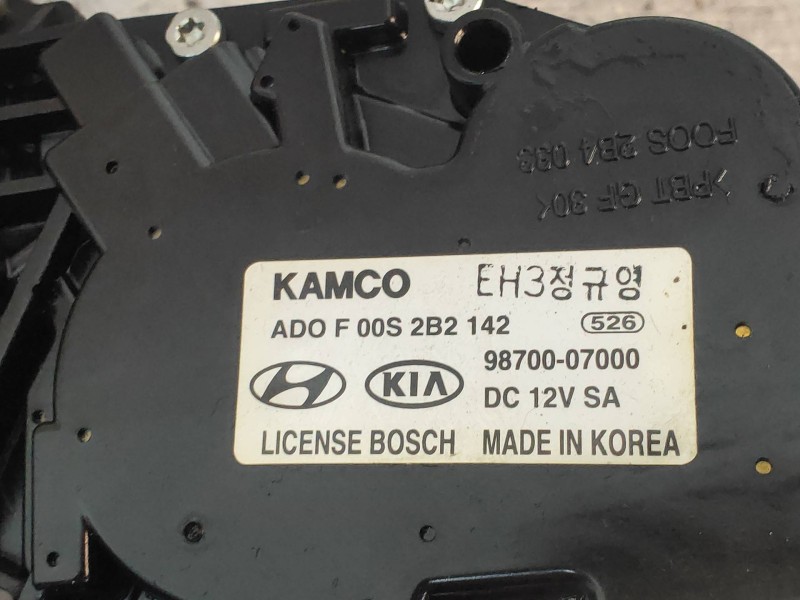 F00S 2B4 093
>PBT GF 30<
KAMCO EH3정규영
ADO F 00S 2B2 142 526
98700-07000
KIA DC 12V SA
LICENSE BOSCH MADE IN KOREA